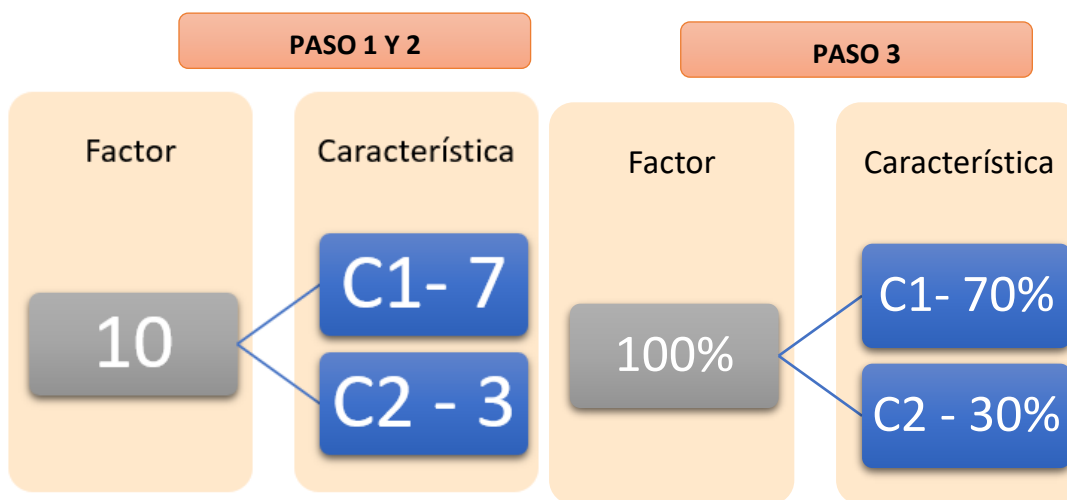 PASO 1 Y 2
Factor
Característica
10
C1- 7
C2 - 3
PASO 3
Factor
Característica
100%
C1- 70%
C2 - 30%